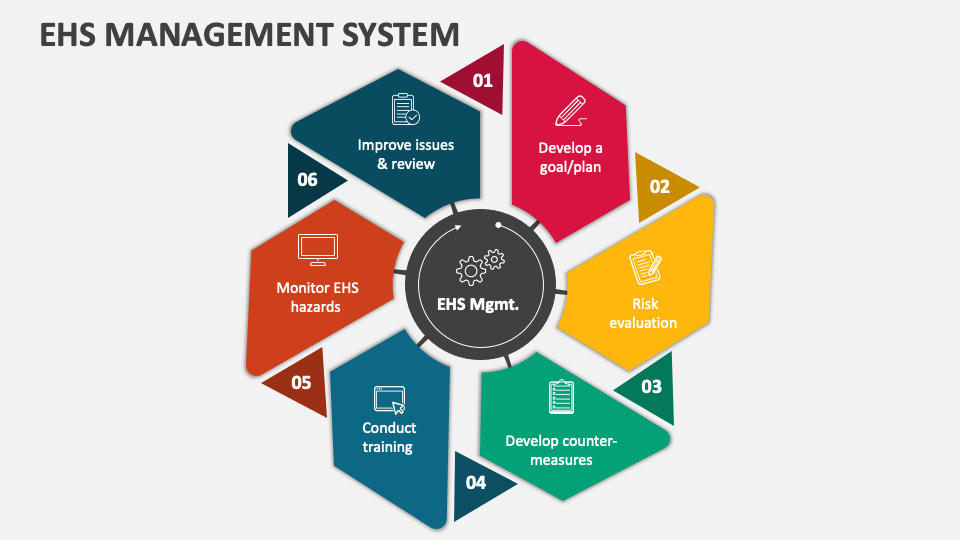 EHS MANAGEMENT SYSTEM
01
Develop a
goal/plan
02
Risk
evaluation
03
Develop counter-
measures
04
Conduct
training
05
Monitor EHS
hazards
06
Improve issues
& review
EHS Mgmt.